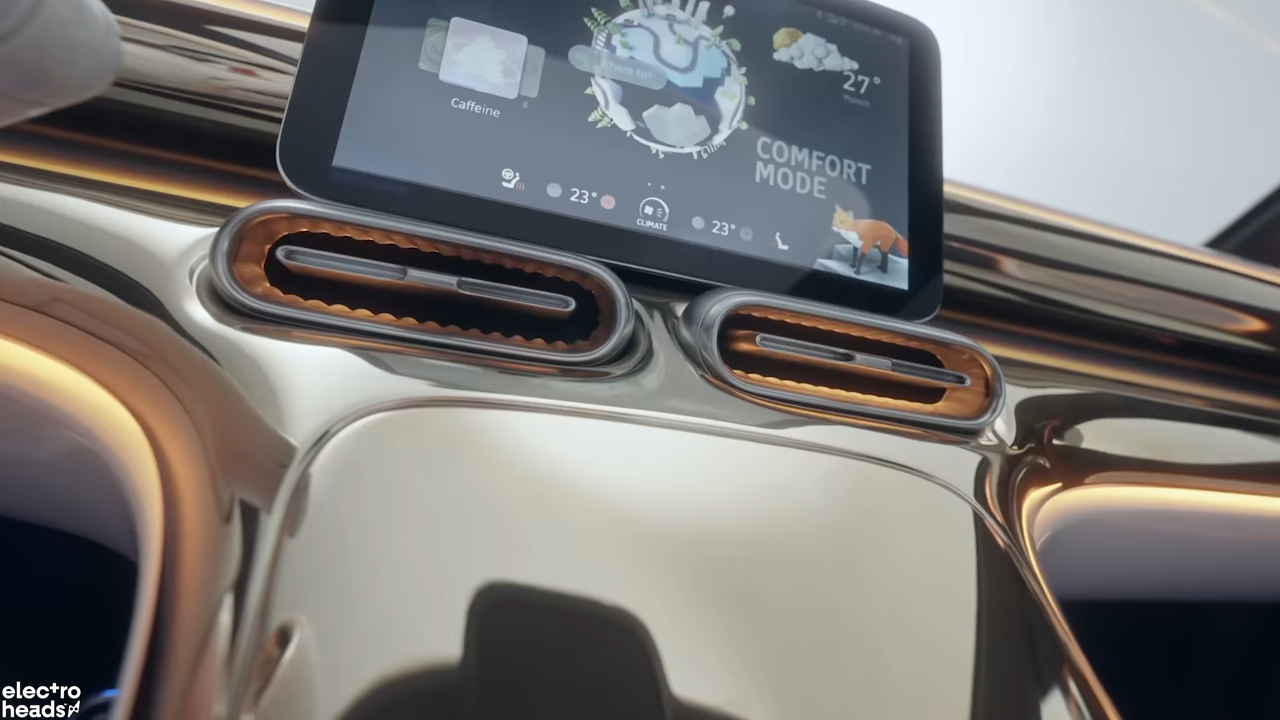 Caffeine
Where to?
27°
COMFORT
MODE
23°
CLIMATE
23°
electro
heads